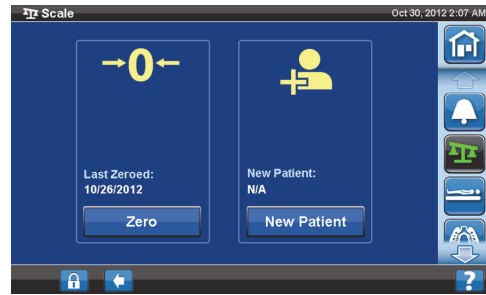 Scale
Oct 30, 2012 2:07 AM
→0←
Last Zeroed:
10/26/2012
Zero
New Patient:
N/A
New Patient
?